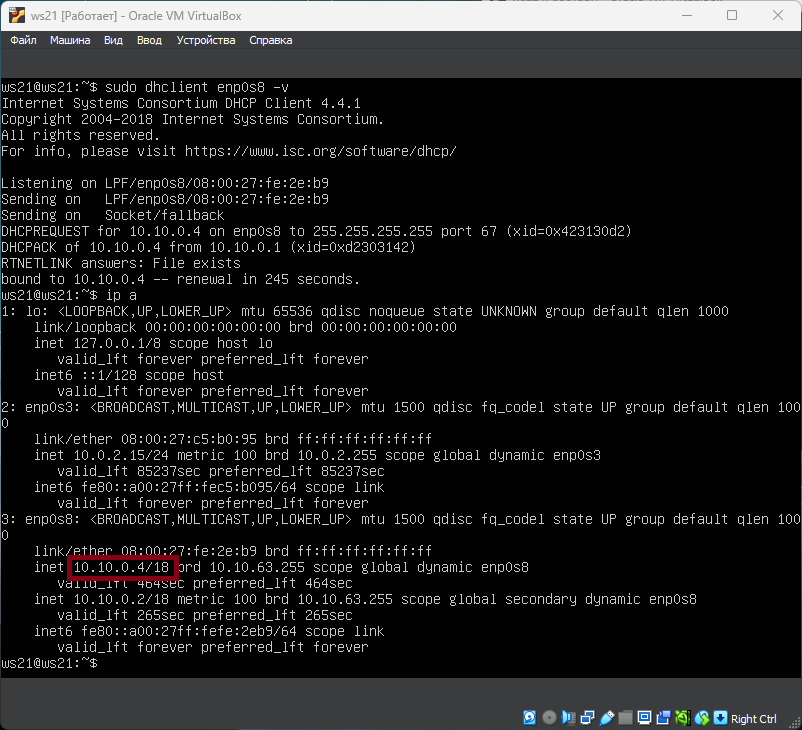 ws21 [Работает] - Oracle VM VirtualBox
Файл Машина Вид Ввод Устройства Справка
ws21@ws21:~$ sudo dhclient enp0s8 -v
Internet Systems Consortium DHCP Client 4.4.1
Copyright 2004-2018 Internet Systems Consortium.
All rights reserved.
For info, please visit https://www.isc.org/software/dhcp/
Listening on LPF/enp0s8/08:00:27:fe:2e:b9
Sending on   LPF/enp0s8/08:00:27:fe:2e:b9
Sending on   Socket/fallback
DHCPREQUEST for 10.10.0.4 on enp0s8 to 255.255.255.255 port 67 (xid=0x423130d2)
DHCPACK of 10.10.0.4 from 10.10.0.1 (xid=0xd2303142)
RTNETLINK answers: File exists
bound to 10.10.0.4 -- renewal in 245 seconds.
ws21@ws21:~$ ip a
1: lo: <LOOPBACK,UP,LOWER_UP> mtu 65536 qdisc noqueue state UNKNOWN group default qlen 1000
    link/loopback 00:00:00:00:00:00 brd 00:00:00:00:00:00
    inet 127.0.0.1/8 scope host lo
       valid_lft forever preferred_lft forever
    inet6 ::1/128 scope host
       valid_lft forever preferred_lft forever
2: enp0s3: <BROADCAST,MULTICAST,UP,LOWER_UP> mtu 1500 qdisc fq_codel state UP group default qlen 100
0
    link/ether 08:00:27:c5:b0:95 brd ff:ff:ff:ff:ff:ff
    inet 10.0.2.15/24 metric 100 brd 10.0.2.255 scope global dynamic enp0s3
       valid_lft 85237sec preferred_lft 85237sec
    inet6 fe80::a00:27ff:fec5:b095/64 scope link
       valid_lft forever preferred_lft forever
3: enp0s8: <BROADCAST,MULTICAST,UP,LOWER_UP> mtu 1500 qdisc fq_codel state UP group default qlen 100
0
    link/ether 08:00:27:fe:2e:b9 brd ff:ff:ff:ff:ff:ff
    inet 10.10.0.4/18 brd 10.10.63.255 scope global dynamic enp0s8
       valid_lft 464sec preferred_lft 464sec
    inet 10.10.0.2/18 metric 100 brd 10.10.63.255 scope global secondary dynamic enp0s8
       valid_lft 265sec preferred_lft 265sec
    inet6 fe80::a00:27ff:fefe:2eb9/64 scope link
       valid_lft forever preferred_lft forever
ws21@ws21:~$
Right Ctrl